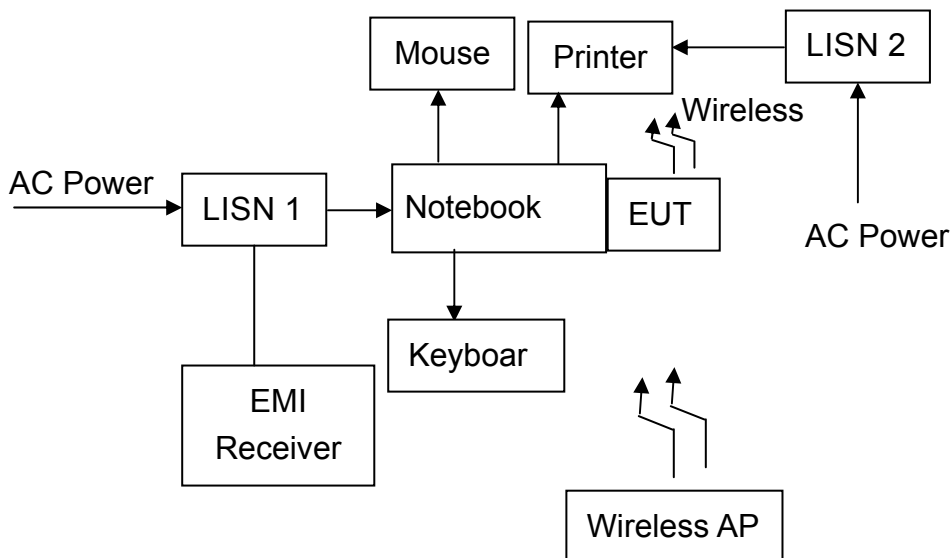 Mouse
Printer
LISN 2
Wireless
AC Power
LISN 1
Notebook
EUT
AC Power
Keyboar
EMI
Receiver
Wireless AP